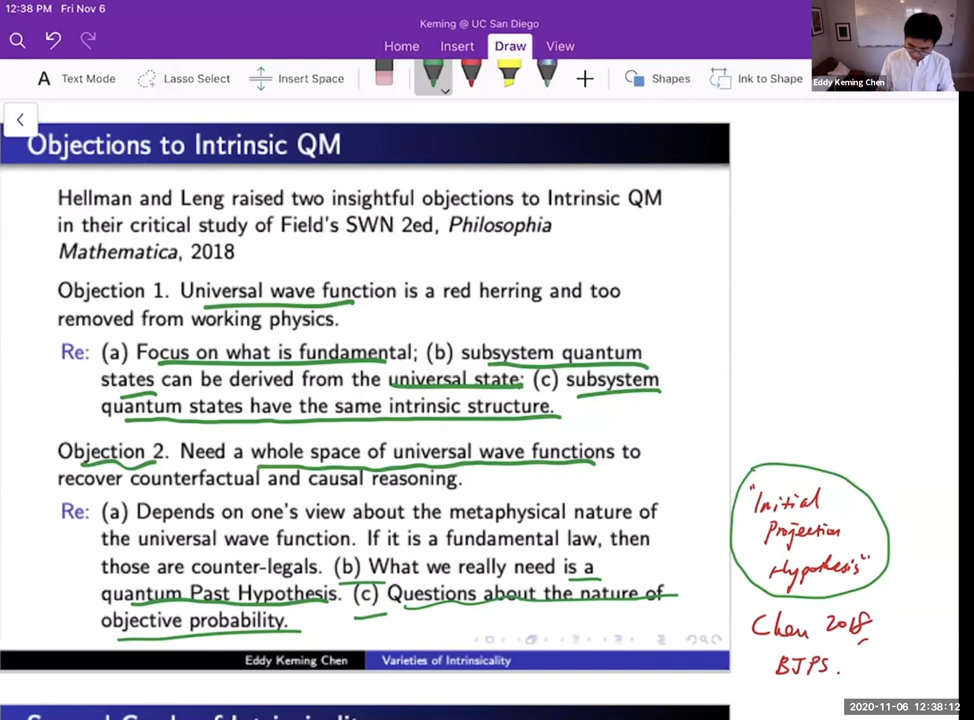 12:38 PM Fri Nov 6
Keming @ UC San Diego
Home Insert Draw View
A Text Mode Lasso Select Insert Space Shapes Ink to Shape
Eddy Keming Chen
Objections to Intrinsic QM
Hellman and Leng raised two insightful objections to Intrinsic QM
in their critical study of Field's SWN 2ed, Philosophia
Mathematica, 2018
Objection 1. Universal wave function is a red herring and too
removed from working physics.
Re: (a) Focus on what is fundamental; (b) subsystem quantum
states can be derived from the universal state; (c) subsystem
quantum states have the same intrinsic structure.
Objection 2. Need a whole space of universal wave functions to
recover counterfactual and causal reasoning.
Re: (a) Depends on one's view about the metaphysical nature of
the universal wave function. If it is a fundamental law, then
those are counter-legals. (b) What we really need is a
quantum Past Hypothesis. (c) Questions about the nature of
objective probability.
"Initial
Projection
Hypothesis"
Chen 2018
BJPS.
Eddy Keming Chen Varieties of Intrinsicality
2020-11-06 12:38:12